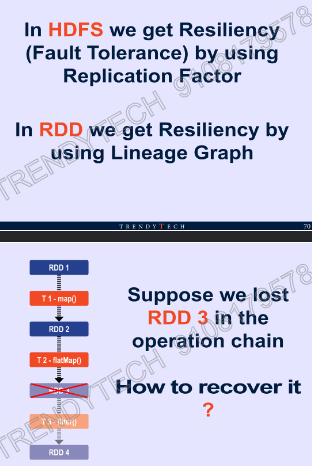 In HDFS we get Resiliency
(Fault Tolerance) by using
Replication Factor
In RDD we get Resiliency by
using Lineage Graph
TRENDYTECH 9108179578
TRENDYTECH
70
RDD 1
T 1 - map()
RDD 2
T 2 - flatMap()
T 3 - filter()
RDD 4
Suppose we lost
RDD 3 in the
operation chain
How to recover it
?
TRENDYTECH 9108179578